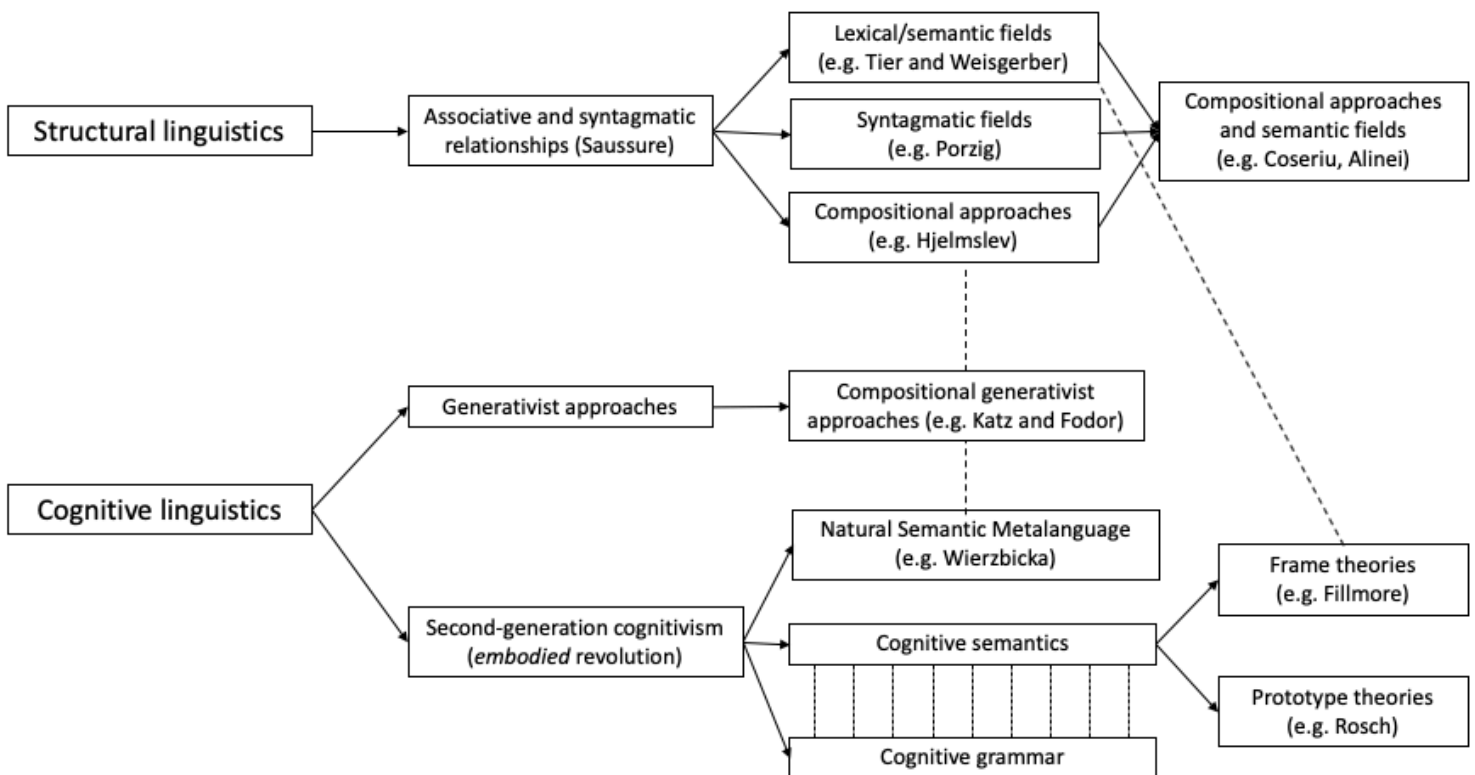 Lexical/semantic fields
(e.g. Tier and Weisgerber)
Structural linguistics
Associative and syntagmatic
relationships (Saussure)
Syntagmatic fields
(e.g. Porzig)
Compositional approaches
and semantic fields
(e.g. Coseriu, Alinei)
Compositional approaches
(e.g. Hjelmslev)
Cognitive linguistics
Generativist approaches
Compositional generativist
approaches (e.g. Katz and Fodor)
Second-generation cognitivism
(embodied revolution)
Natural Semantic Metalanguage
(e.g. Wierzbicka)
Cognitive semantics
Cognitive grammar
Frame theories
(e.g. Fillmore)
Prototype theories
(e.g. Rosch)